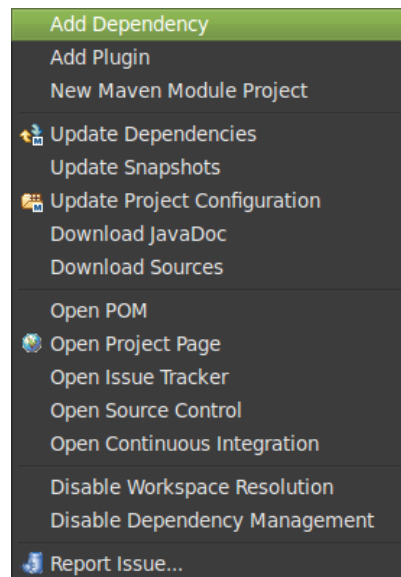 Add Dependency
Add Plugin
New Maven Module Project
Update Dependencies
Update Snapshots
Update Project Configuration
Download JavaDoc
Download Sources
Open POM
Open Project Page
Open Issue Tracker
Open Source Control
Open Continuous Integration
Disable Workspace Resolution
Disable Dependency Management
Report Issue...